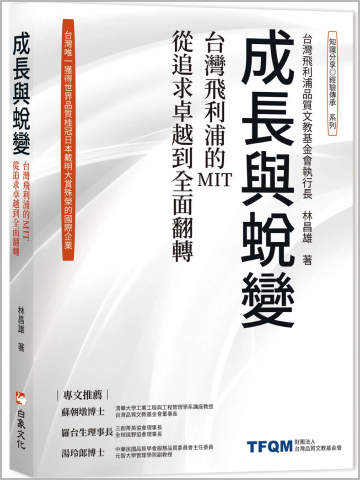 知識分享◎經驗傳承 系列
成長與蛻變
台灣飛利浦品質文教基金會執行長 林昌雄 著
台灣飛利浦的MIT
從追求卓越到全面翻轉
台灣唯一獲得世界品質桂冠日本戴明大賞殊榮的國際企業
專文推薦
蘇朝墩博士
清華大學工業工程與工程管理學系講座教授
台灣品質文教基金會董事長
羅台生理事長
三創菁英協會理事長
全球視野協會理事長
湯玲郎博士
中華民國品質學會服務品質委員會主任委員
元智大學管理學院副教授
TFQM
財團法人
台灣品質文教基金會
成長與蛻變
台灣飛利浦的MIT
從追求卓越到全面翻轉
林昌雄 著
白象文化